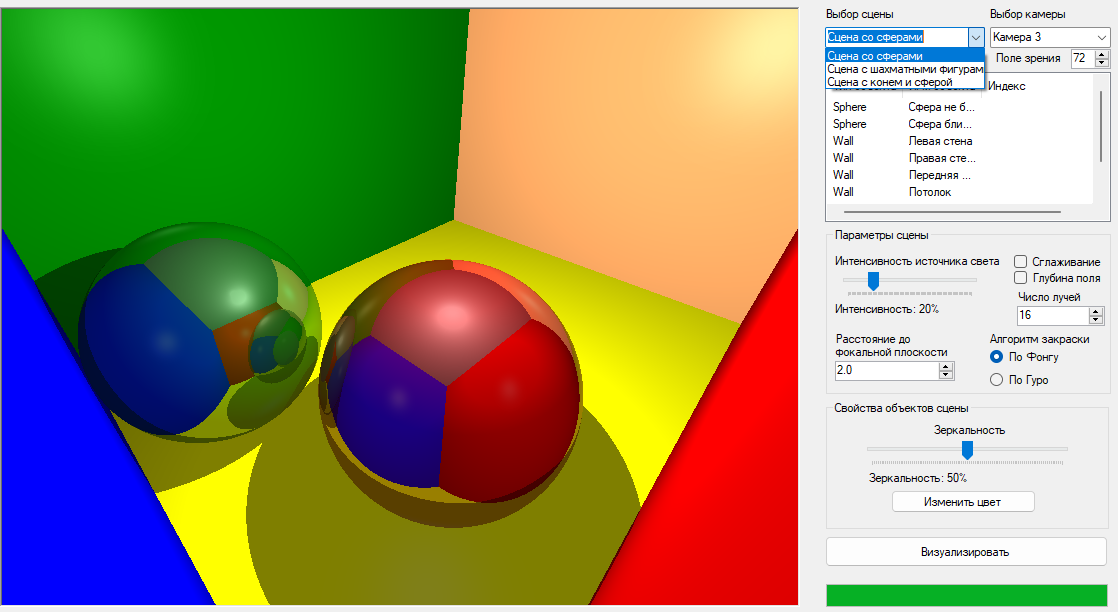 Выбор сцены Выбор камеры
Сцена со сферами Камера 3
Сцена со сферами Поле зрения 72
Сцена с шахматными фигурам
Сцена с конем и сферой
Индекс
Sphere Сфера не б...
Sphere Сфера бли...
Wall Левая стена
Wall Правая сте...
Wall Передняя ...
Wall Потолок
Параметры сцены
Интенсивность источника света Сглаживание
Глубина поля
Число лучей
Интенсивность: 20% 16
Расстояние до Алгоритм закраски
фокальной плоскости По Фонгу
2.0
По Гуро
Свойства объектов сцены
Зеркальность
Зеркальность: 50%
Изменить цвет
Визуализировать